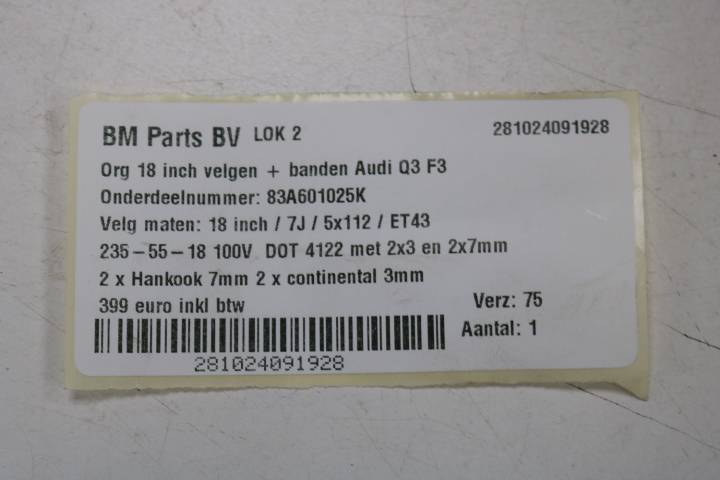 BM Parts BV LOK 2 281024091928
Org 18 inch velgen + banden Audi Q3 F3
Onderdeelnummer: 83A601025K
Velg maten: 18 inch / 7J / 5x112 / ET43
235-55-18 100V DOT 4122 met 2x3 en 2x7mm
2 x Hankook 7mm 2 x continental 3mm
399 euro inkl btw Verz: 75
Aantal: 1
281024091928